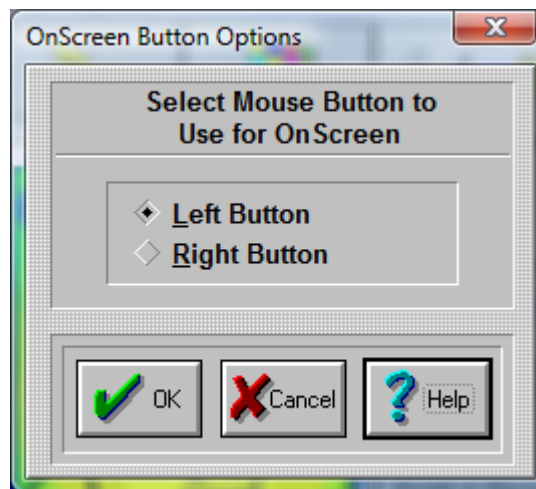 OnScreen Button Options
X
Select Mouse Button to
Use for OnScreen
Left Button
Right Button
OK
Cancel
Help